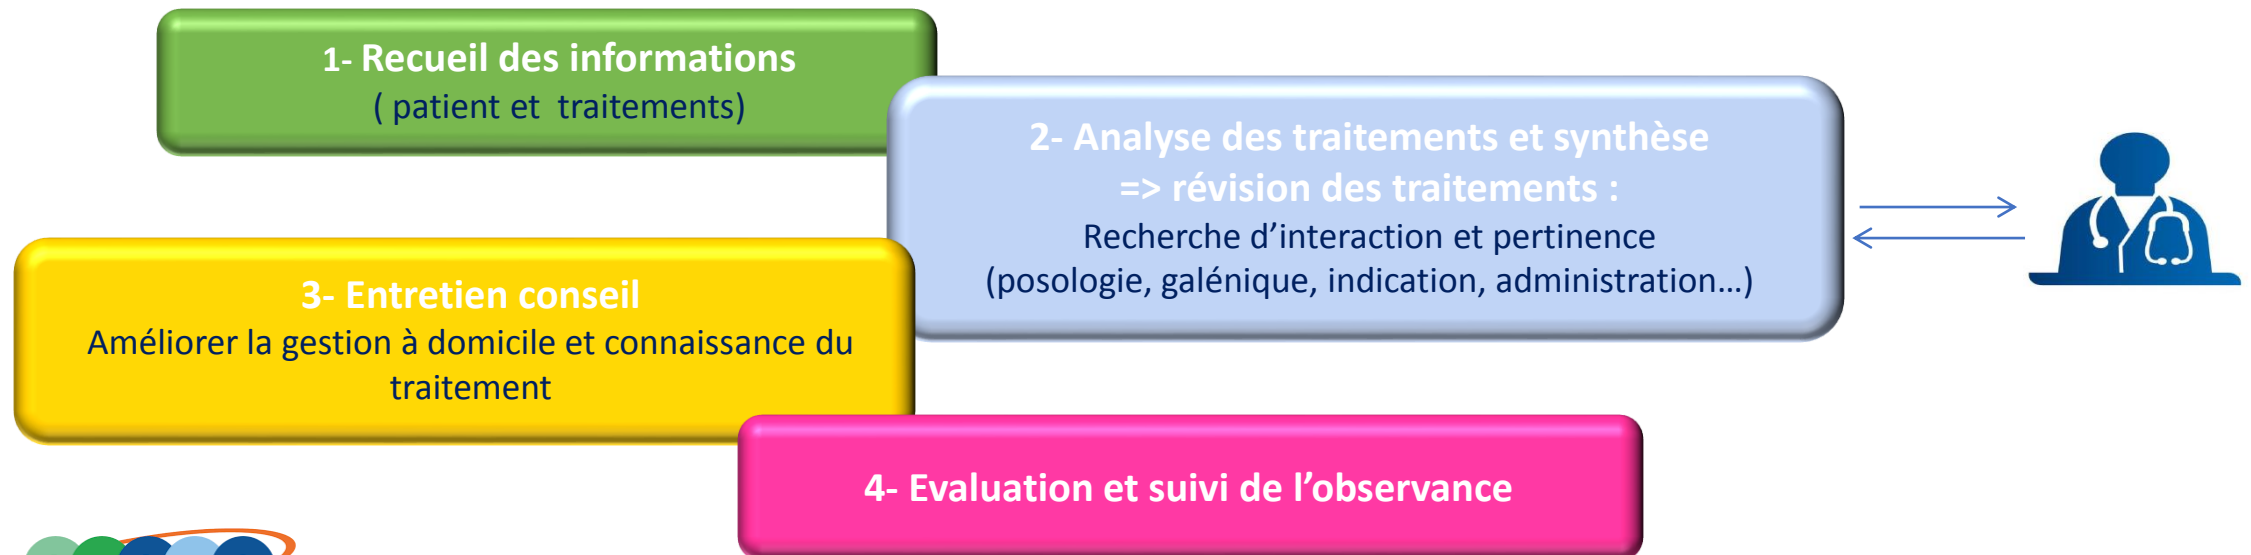 1- Recueil des informations
( patient et  traitements)
2- Analyse des traitements et synthèse
=> révision des traitements :
Recherche d’interaction et pertinence
(posologie, galénique, indication, administration…)
3- Entretien conseil
Améliorer la gestion à domicile et connaissance du
traitement
4- Evaluation et suivi de l’observance